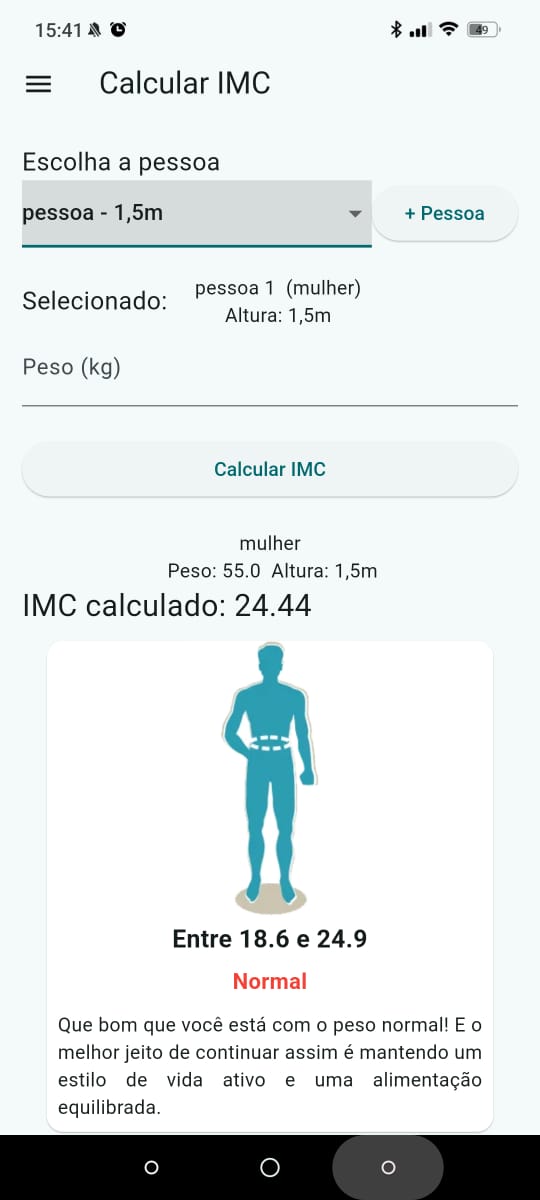 15:41
49
Calcular IMC
Escolha a pessoa
pessoa - 1,5m
+ Pessoa
Selecionado:
pessoa 1  (mulher)
Altura: 1,5m
Peso (kg)
Calcular IMC
mulher
Peso: 55.0  Altura: 1,5m
IMC calculado: 24.44
Entre 18.6 e 24.9
Normal
Que bom que você está com o peso normal! E o
melhor jeito de continuar assim é mantendo um
estilo de vida ativo e uma alimentação
equilibrada.